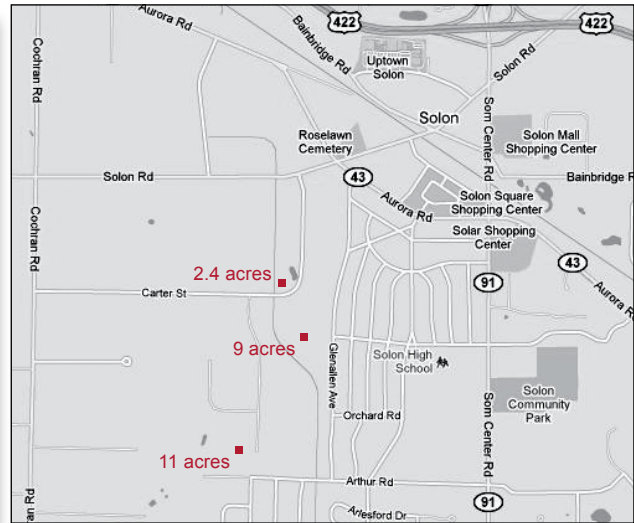 422
422
Cochran Rd
Aurora Rd
Bainbridge Rd
Uptown
Solon
Solon Rd
Solon
Som Center Rd
Roselawn
Cemetery
Solon Mall
Shopping Center
Solon Rd
43
Bainbridge R
Aurora Rd
Solon Square
Shopping Center
Cochran Rd
Solar Shopping
Center
43
2.4 acres
91
Aurora Rd
Carter St
9 acres
Glenallen Ave
Solon High
School
Solon
Community
Park
Orchard Rd
Som Center Rd
11 acres
Arthur Rd
an Rd
91
Arlesford Dr